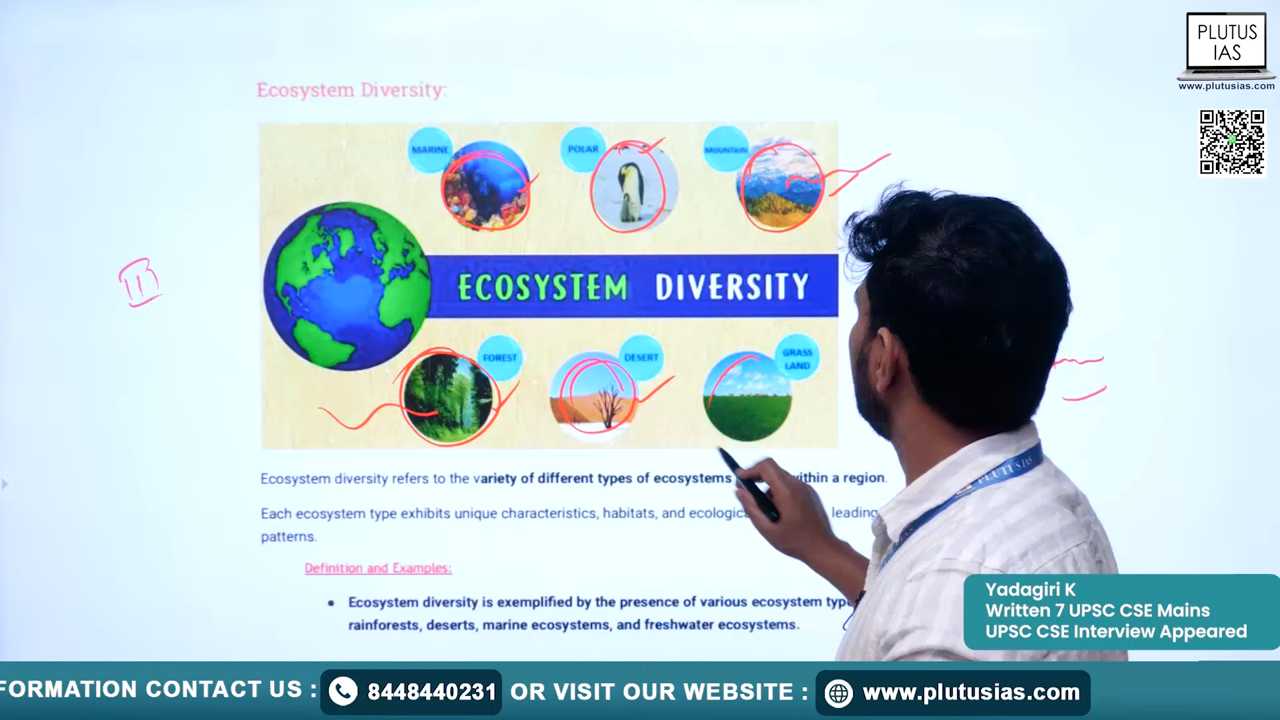 PLUTUS
IAS
www.plutusias.com
Ecosystem Diversity:
MARINE
POLAR
MOUNTAIN
ECOSYSTEM DIVERSITY
FOREST
DESERT
GRASS
LAND
Ecosystem diversity refers to the variety of different types of ecosystems within a region.
Each ecosystem type exhibits unique characteristics, habitats, and leading
patterns.
Definition and Examples:
• Ecosystem diversity is exemplified by the presence of various ecosystem
rainforests, deserts, marine ecosystems, and freshwater ecosystems.
PLUTUS IAS
Yadagiri K
Written 7 UPSC CSE Mains
UPSC CSE Interview Appeared
FORMATION CONTACT US : 8448440231 OR VISIT OUR WEBSITE : www.plutusias.com